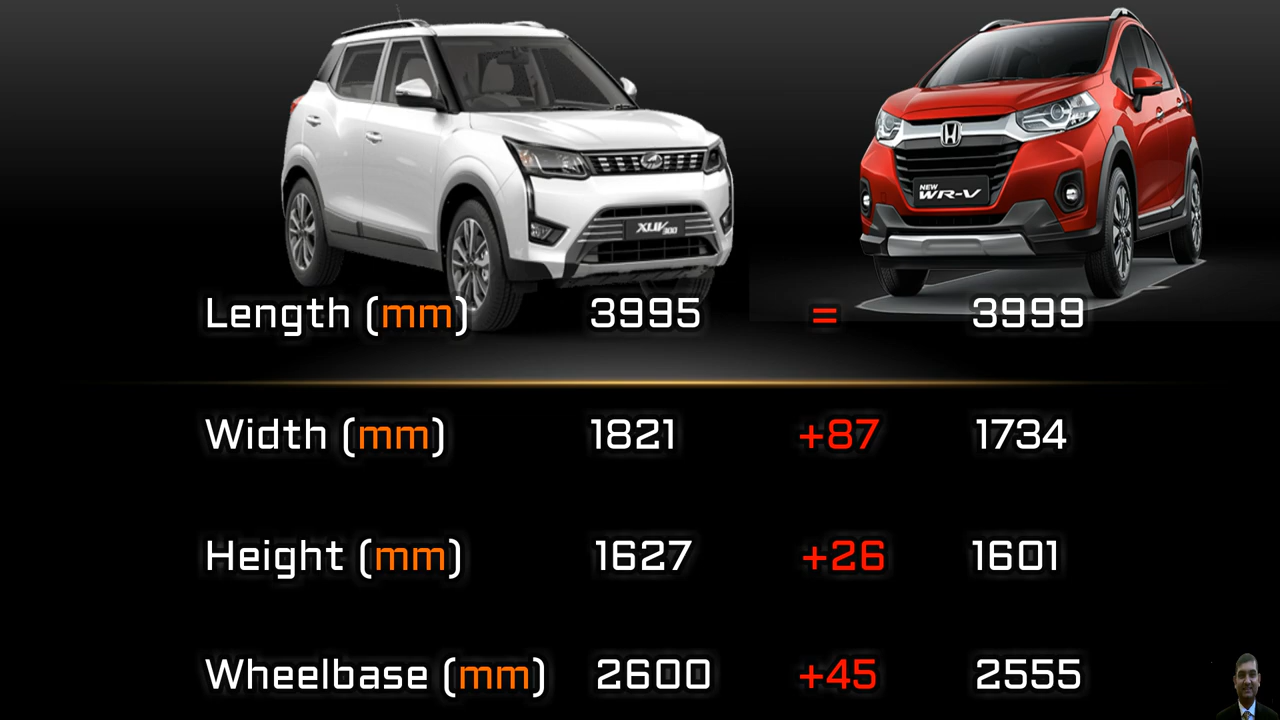 XUV300
NEW
WR-V
Length (mm) 3995 = 3999
Width (mm) 1821 +87 1734
Height (mm) 1627 +26 1601
Wheelbase (mm) 2600 +45 2555